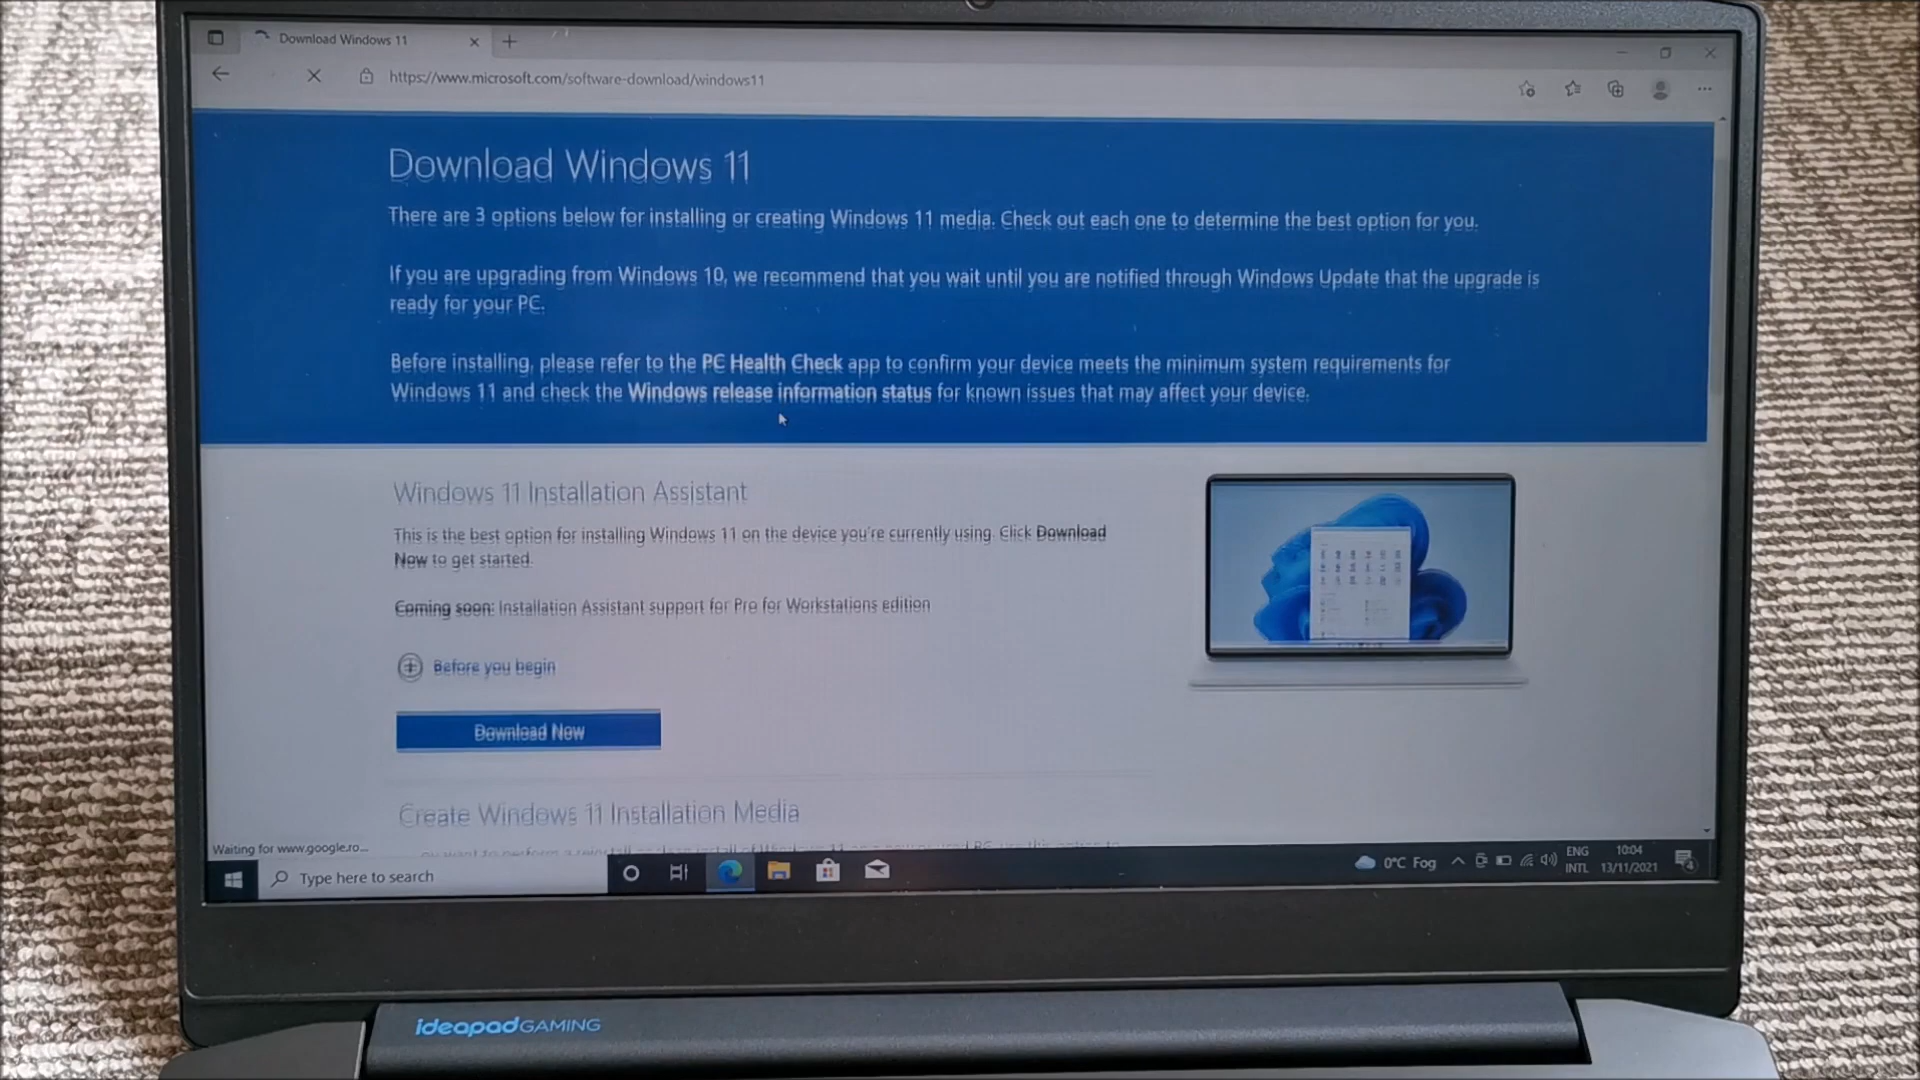 Download Windows 11
https://www.microsoft.com/software-download/windows11
Download Windows 11
There are 3 options below for installing or creating Windows 11 media. Check out each one to determine the best option for you.
If you are upgrading from Windows 10, we recommend that you wait until you are notified through Windows Update that the upgrade is
ready for your PC.
Before installing, please refer to the PC Health Check app to confirm your device meets the minimum system requirements for
Windows 11 and check the Windows release information status for known issues that may affect your device.
Windows 11 Installation Assistant
This is the best option for installing Windows 11 on the device you're currently using. Click Download
Now to get started.
Coming soon: Installation Assistant support for Pro for Workstations edition
Before you begin
Download Now
Create Windows 11 Installation Media
Waiting for www.google.ro...
Type here to search
0°C Fog
ENG
INTL
10:04
13/11/2021
4
ideapad GAMING